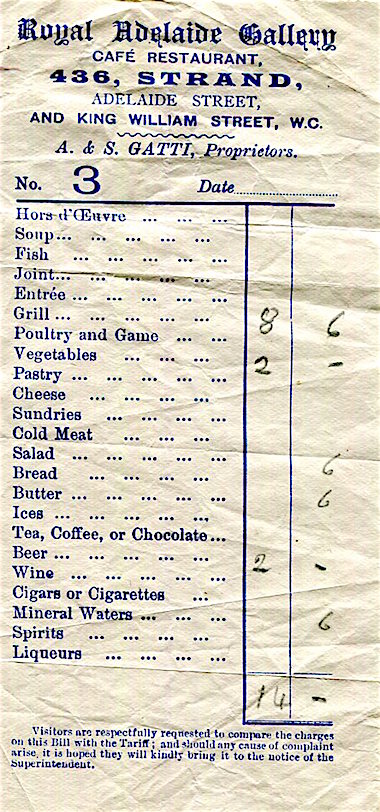 Royal Adelaide Gallery
CAFÉ RESTAURANT,
436, STRAND,
ADELAIDE STREET,
AND KING WILLIAM STREET, W.C.
A. & S. GATTI, Proprietors.
No. 3 Date
Hors d'Œuvre ... ... ...
Soup... ... ... ... ...
Fish ... ... ... ... ...
Joint... ... ... ... ...
Entrée ... ... ... ... ...
Grill ... ... ... ... ... 8 6
Poultry and Game ... ...
Vegetables ... ... ... 2 -
Pastry ... ... ... ... ...
Cheese ... ... ... ...
Sundries ... ... ... ...
Cold Meat ... ... ...
Salad ... ... ... ... ... 6
Bread ... ... ... ...
Butter ... ... ... ... ... 6
Ices ... ... ... ... ...
Tea, Coffee, or Chocolate...
Beer ... ... ... ... ... 2 -
Wine ... ... ... ... ...
Cigars or Cigarettes ...
Mineral Waters ... ... ... 6
Spirits ... ... ... ...
Liqueurs ... ... ... ...
14 -
Visitors are respectfully requested to compare the charges
on this Bill with the Tariff; and should any cause of complaint
arise, it is hoped they will kindly bring it to the notice of the
Superintendent.